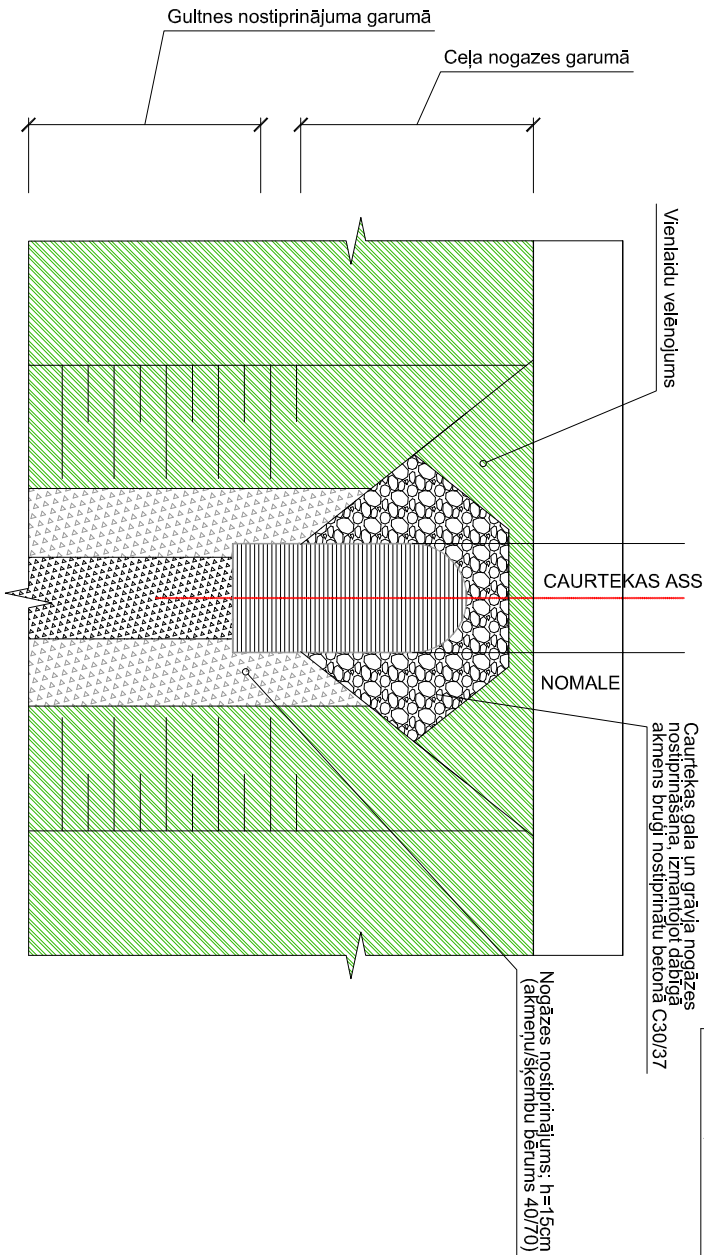 Gultnes nostiprinājuma garumā
Ceļa nogazes garumā
Vienlaidu velēnojums
CAURTEKAS ASS
NOMALE
Caurtekas gala un grāvja nogāzes
nostiprināšana, izmantojot dabīgā
akmens bruģi nostiprinātu betonā C30/37
Nogāzes nostiprinājums; h=15cm
(akmeņu/šķembu bērums 40/70)